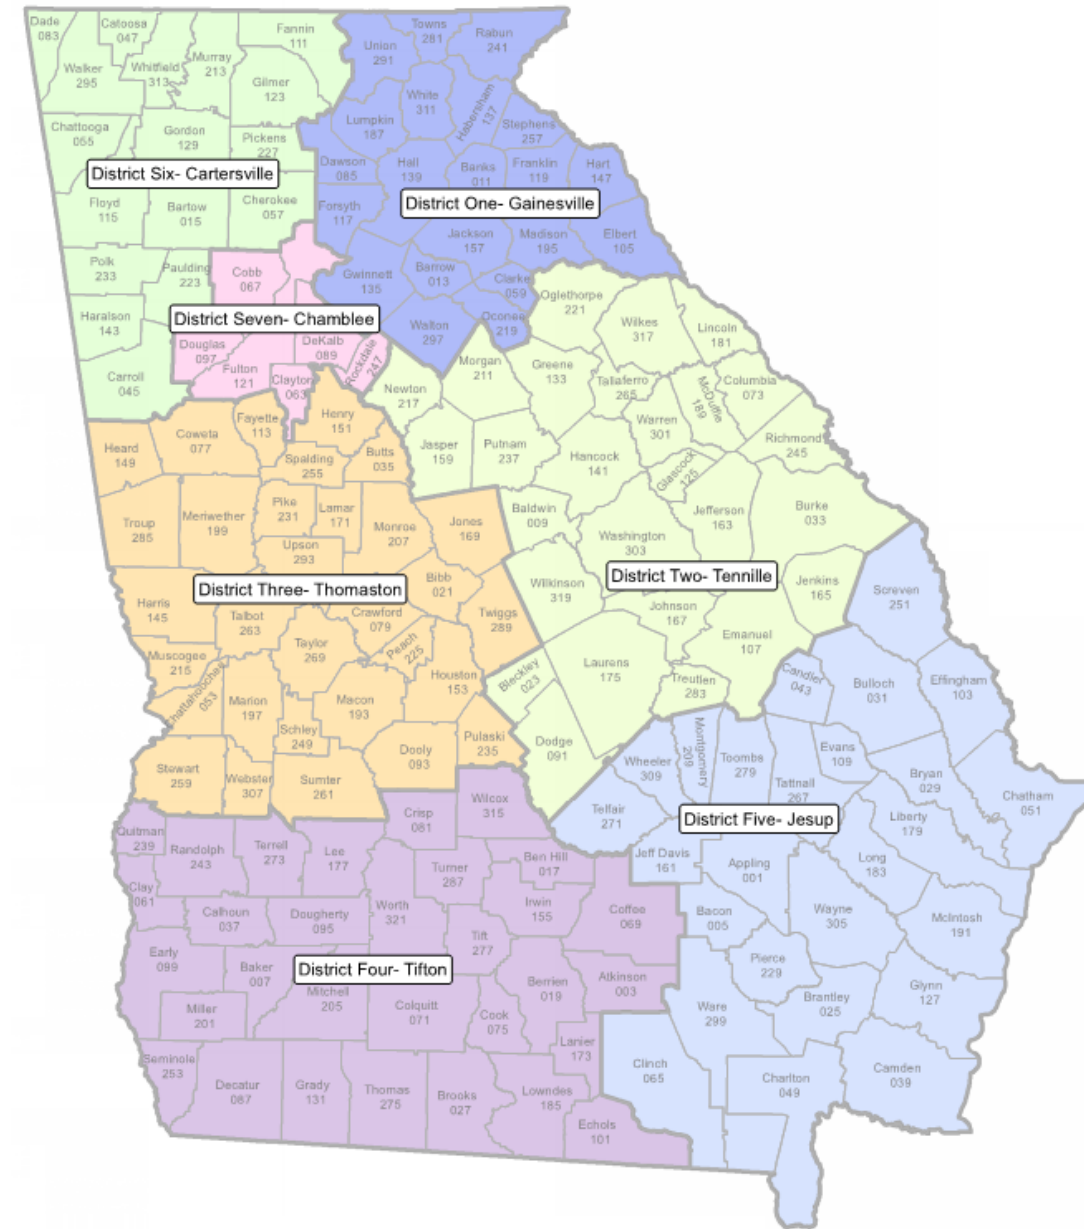 Dade
083
Catoosa
047
Walker
295
Whitfield
313
Murray
213
Fannin
111
Gilmer
123
Chattooga
055
Gordon
129
Pickens
227
District Six- Cartersville
Floyd
115
Bartow
015
Cherokee
057
Polk
233
Paulding
223
Haralson
143
Carroll
045
Towns
281
Rabun
241
Union
291
White
311
Habersham
137
Lumpkin
187
Stephens
257
Dawson
085
Hall
139
Banks
011
Franklin
119
Hart
147
District One- Gainesville
Forsyth
117
Jackson
157
Madison
195
Elbert
105
Gwinnett
135
Barrow
013
Clarke
059
Walton
297
Oconee
219
Cobb
067
District Seven- Chamblee
Douglas
097
DeKalb
089
Rockdale
247
Fulton
121
Clayton
063
Oglethorpe
221
Wilkes
317
Lincoln
181
Morgan
211
Greene
133
Taliaferro
265
McDuffie
189
Columbia
073
Newton
217
Warren
301
Richmond
245
Jasper
159
Putnam
237
Hancock
141
Glascock
125
Baldwin
009
Jefferson
163
Burke
033
Washington
303
District Two- Tennille
Wilkinson
319
Jenkins
165
Johnson
167
Emanuel
107
Laurens
175
Treutlen
283
Bleckley
023
Dodge
091
Heard
149
Coweta
077
Fayette
113
Henry
151
Spalding
255
Butts
035
Troup
285
Meriwether
199
Pike
231
Lamar
171
Monroe
207
Jones
169
Upson
293
District Three- Thomaston
Bibb
021
Harris
145
Talbot
263
Crawford
079
Twiggs
289
Taylor
269
Peach
225
Muscogee
215
Houston
153
Chattahoochee
053
Marion
197
Macon
193
Schley
249
Dooly
093
Pulaski
235
Stewart
259
Webster
307
Sumter
261
Screven
251
Candler
043
Bulloch
031
Effingham
103
Wheeler
309
Montgomery
209
Toombs
279
Evans
109
Tattnall
267
Bryan
029
Chatham
051
Telfair
271
District Five- Jesup
Liberty
179
Jeff Davis
161
Appling
001
Long
183
Bacon
005
Wayne
305
McIntosh
191
Pierce
229
Ware
299
Brantley
025
Glynn
127
Clinch
065
Charlton
049
Camden
039
Quitman
239
Randolph
243
Terrell
273
Lee
177
Crisp
081
Wilcox
315
Turner
287
Ben Hill
017
Clay
061
Calhoun
037
Dougherty
095
Worth
321
Irwin
155
Coffee
069
Tift
277
Early
099
Baker
007
District Four- Tifton
Mitchell
205
Berrien
019
Atkinson
003
Miller
201
Colquitt
071
Cook
075
Lanier
173
Seminole
253
Decatur
087
Grady
131
Thomas
275
Brooks
027
Lowndes
185
Echols
101